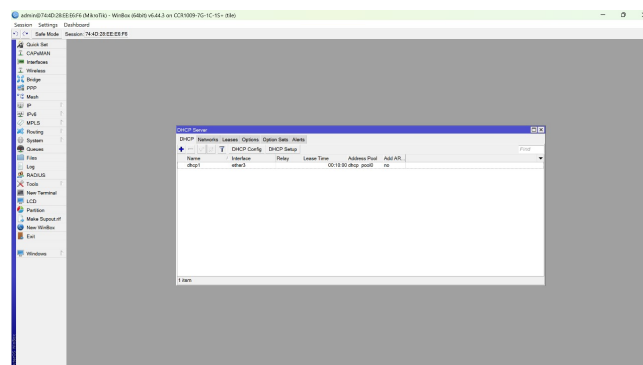 admin@74:4D:28:EE:E8:F6 (MikroTik) - WinBox (64bit) v6.44.3 on CCR1009-7G-1C-1S+ (tile)
Session Settings Dashboard
Safe Mode Session: 74:4D:28:EE:E8:F6
Quick Set
CAPsMAN
Interfaces
Wireless
Bridge
PPP
Mesh
IP
IPv6
MPLS
Routing
System
Queues
Files
Log
RADIUS
Tools
New Terminal
LCD
Partition
Make Supout.rif
New WinBox
Exit
Windows
DHCP Server
DHCP Networks Leases Options Option Sets Alerts
DHCP Config DHCP Setup Find
Name Interface Relay Lease Time Address Pool Add AR...
dhcp1 ether3 00:10:00 dhcp_pool0 no
1 item